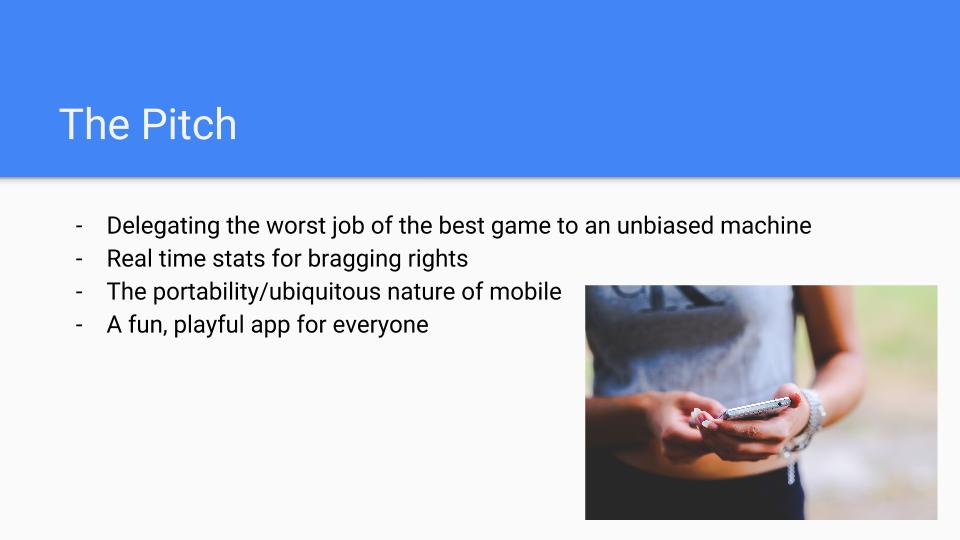 The Pitch
- Delegating the worst job of the best game to an unbiased machine
- Real time stats for bragging rights
- The portability/ubiquitous nature of mobile
- A fun, playful app for everyone